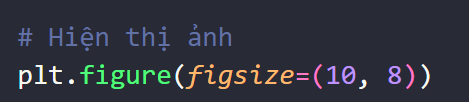 # Hiện thị ảnh
plt.figure(figsize=(10, 8))